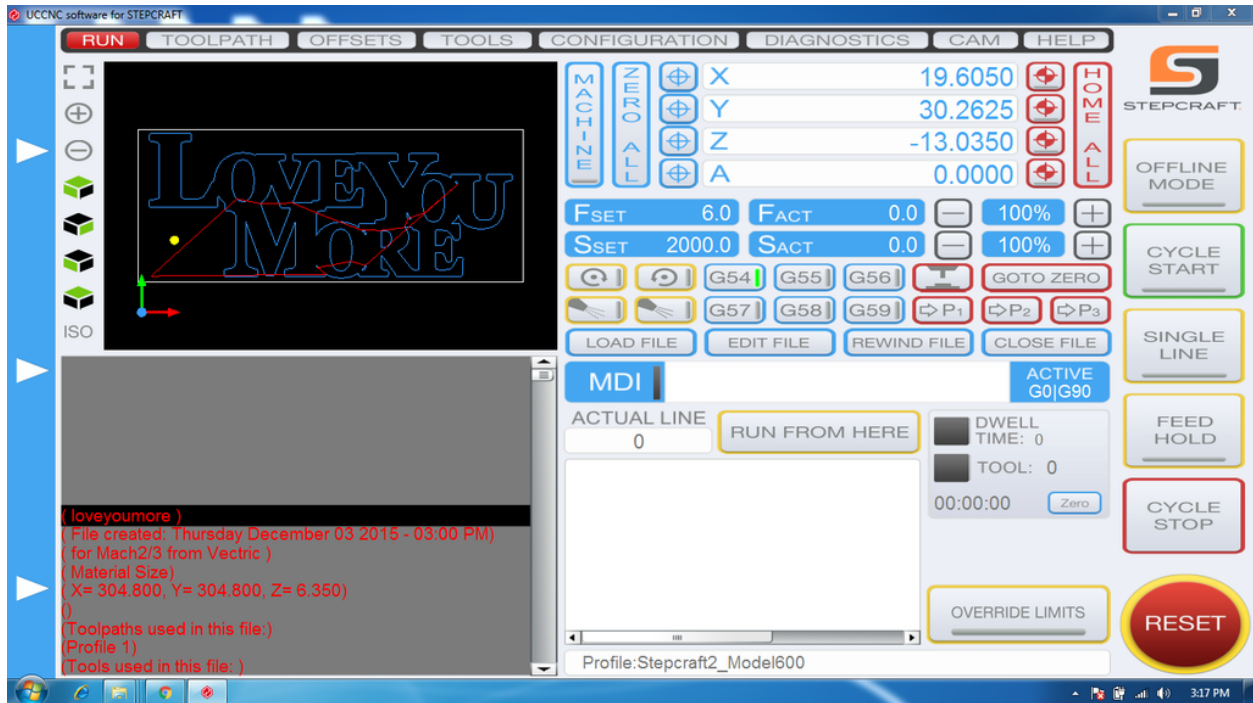 UCCNC software for STEPCRAFT
RUN TOOLPATH OFFSETS TOOLS CONFIGURATION DIAGNOSTICS CAM HELP
STEPCRAFT
MACHINE
ZERO ALL
X 19.6050
Y 30.2625
Z -13.0350
A 0.0000
HOME ALL
LOVE YOU
MORE
ISO
FSET 6.0 FACT 0.0 100%
SSET 2000.0 SACT 0.0 100%
G54 G55 G56 GOTO ZERO
G57 G58 G59 P1 P2 P3
LOAD FILE EDIT FILE REWIND FILE CLOSE FILE
MDI ACTIVE
G0|G90
ACTUAL LINE
0
RUN FROM HERE
DWELL
TIME: 0
TOOL: 0
00:00:00 Zero
OVERRIDE LIMITS
Profile:Stepcraft2_Model600
( loveyoumore )
( File created: Thursday December 03 2015 - 03:00 PM)
( for Mach2/3 from Vectric )
( Material Size)
( X= 304.800, Y= 304.800, Z= 6.350)
()
(Toolpaths used in this file:)
(Profile 1)
(Tools used in this file: )
OFFLINE
MODE
CYCLE
START
SINGLE
LINE
FEED
HOLD
CYCLE
STOP
RESET
3:17 PM